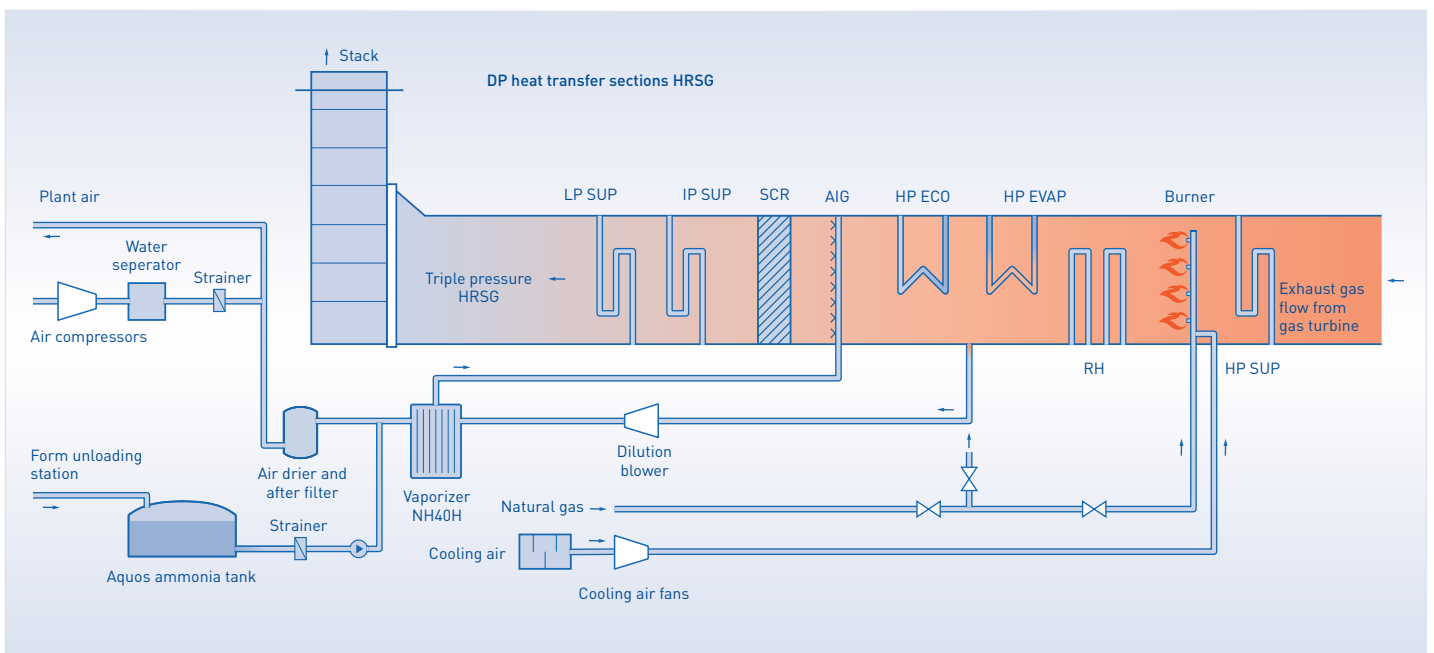 Stack
DP heat transfer sections HRSG
Plant air
LP SUP
IP SUP
SCR
AIG
HP ECO
HP EVAP
Burner
Water
seperator
Strainer
Triple pressure
HRSG
Exhaust gas
flow from
gas turbine
Air compressors
RH
HP SUP
Form unloading
station
Air drier and
after filter
Dilution
blower
Vaporizer
NH40H
Natural gas
Strainer
Cooling air
Aquos ammonia tank
Cooling air fans